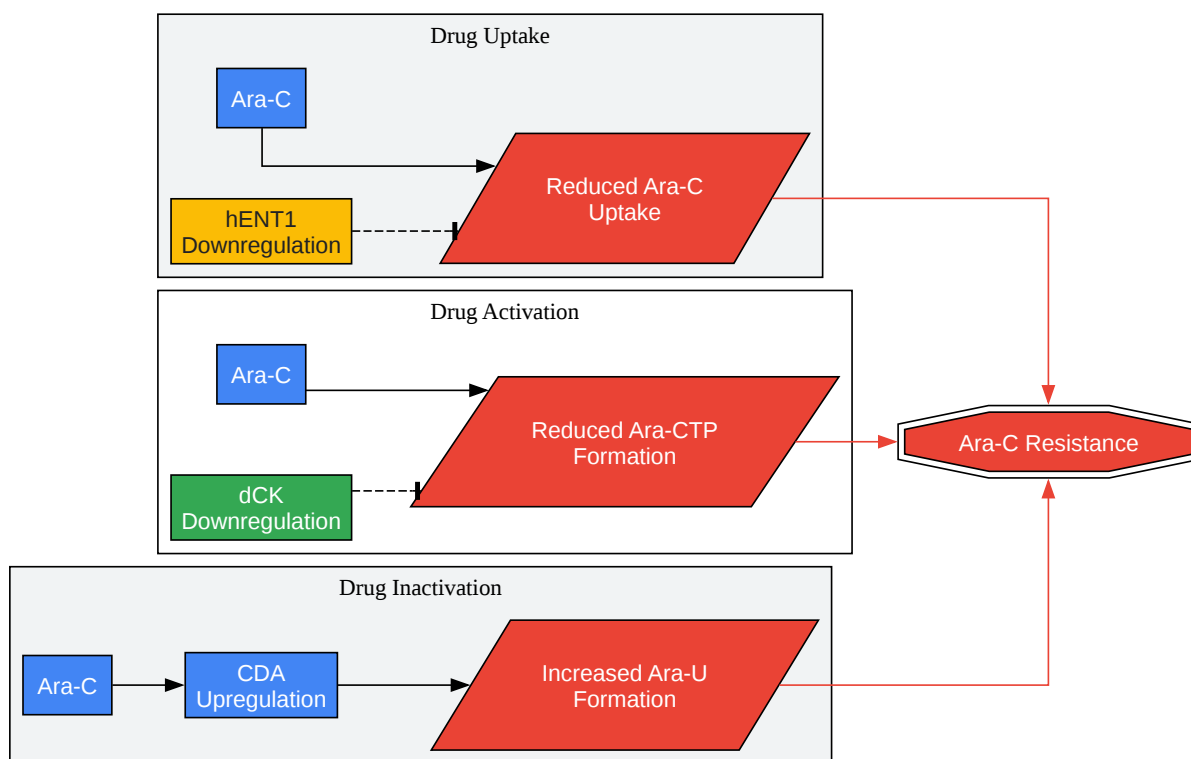 Drug Uptake
Ara-C
Reduced Ara-C
Uptake
hENT1
Downregulation
Drug Activation
Ara-C
Reduced Ara-CTP
Formation
dCK
Downregulation
Ara-C Resistance
Drug Inactivation
Ara-C
CDA
Upregulation
Increased Ara-U
Formation